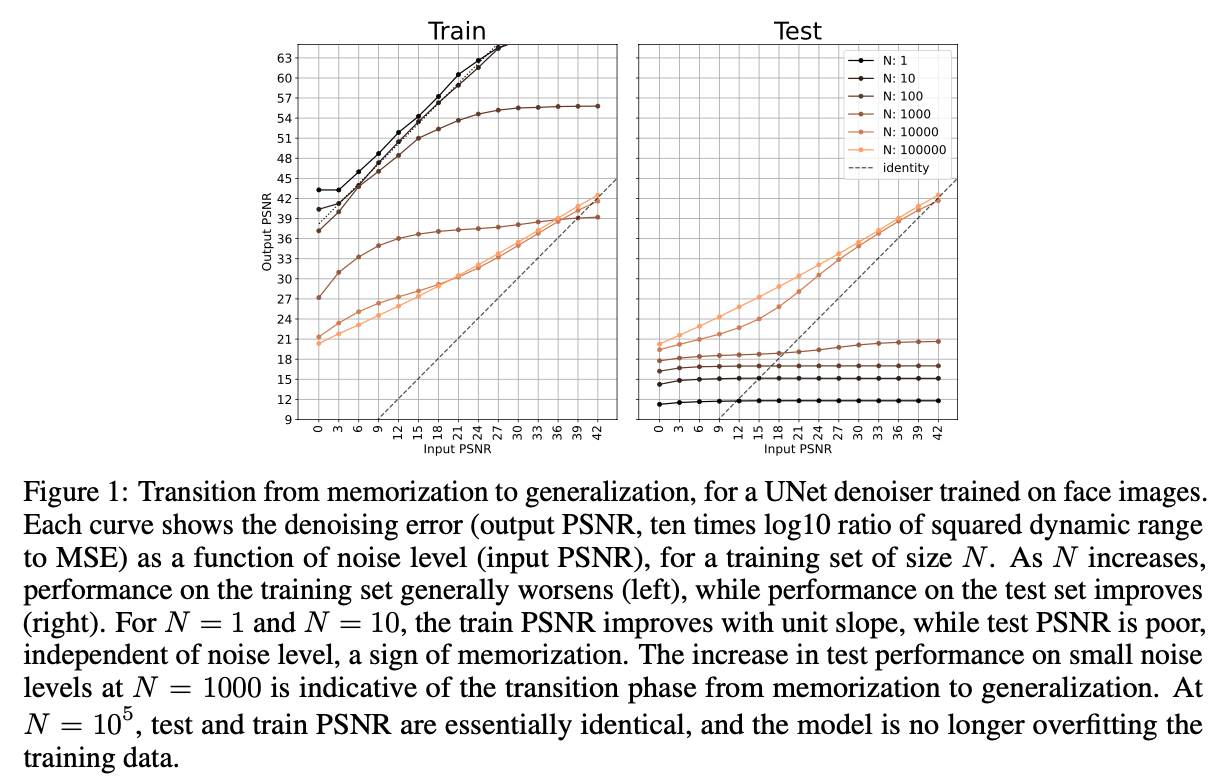 Train
Test
63
60
57
54
51
48
45
42
39
36
33
30
27
24
21
18
15
12
9
Output PSNR
0 3 6 9 12 15 18 21 24 27 30 33 36 39 42
Input PSNR
N: 1
N: 10
N: 100
N: 1000
N: 10000
N: 100000
identity
0 3 6 9 12 15 18 21 24 27 30 33 36 39 42
Input PSNR
Figure 1: Transition from memorization to generalization, for a UNet denoiser trained on face images.
Each curve shows the denoising error (output PSNR, ten times log10 ratio of squared dynamic range
to MSE) as a function of noise level (input PSNR), for a training set of size N. As N increases,
performance on the training set generally worsens (left), while performance on the test set improves
(right). For N = 1 and N = 10, the train PSNR improves with unit slope, while test PSNR is poor,
independent of noise level, a sign of memorization. The increase in test performance on small noise
levels at N = 1000 is indicative of the transition phase from memorization to generalization. At
N = 10⁵, test and train PSNR are essentially identical, and the model is no longer overfitting the
training data.